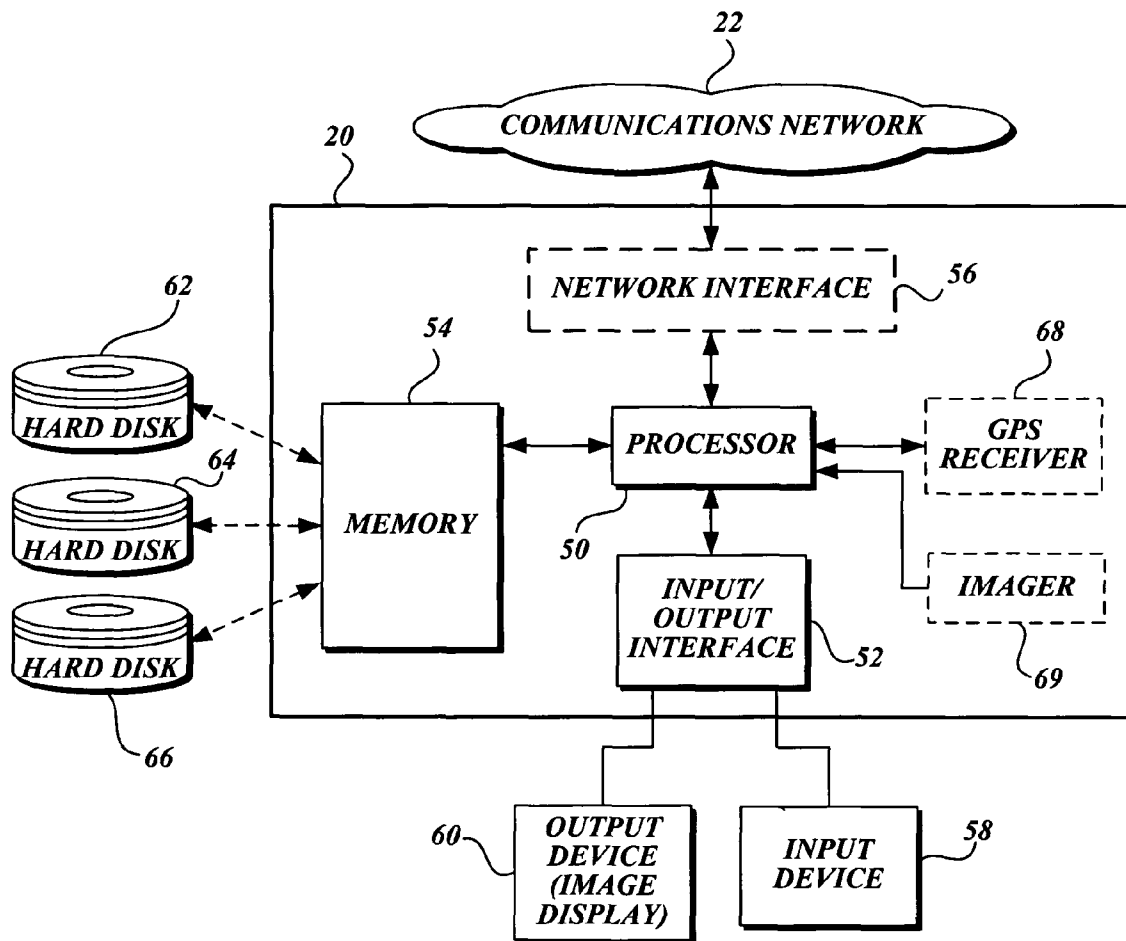 22
COMMUNICATIONS NETWORK
20
NETWORK INTERFACE
56
62
54
68
HARD DISK
PROCESSOR
GPS
RECEIVER
64
MEMORY
50
HARD DISK
INPUT/
OUTPUT
INTERFACE
IMAGER
52
HARD DISK
69
66
60
OUTPUT
DEVICE
(IMAGE
DISPLAY)
INPUT
DEVICE
58